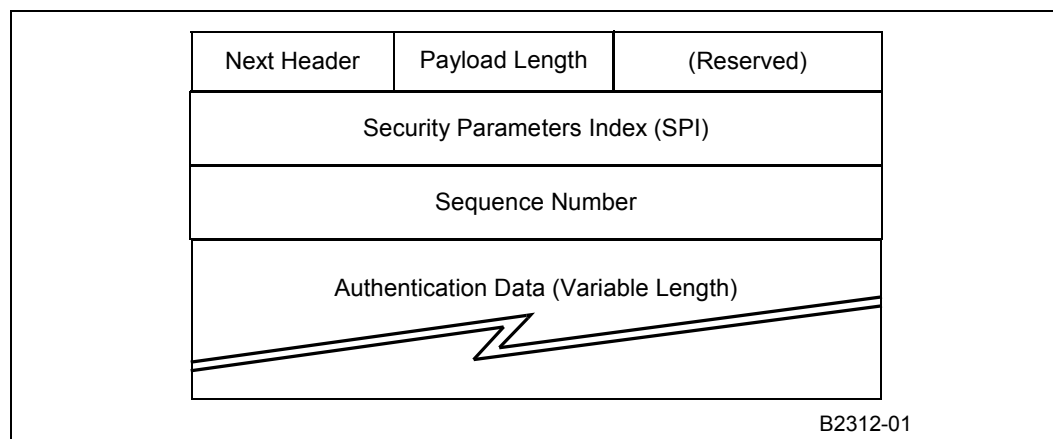 Next Header Payload Length (Reserved)
Security Parameters Index (SPI)
Sequence Number
Authentication Data (Variable Length)
B2312-01